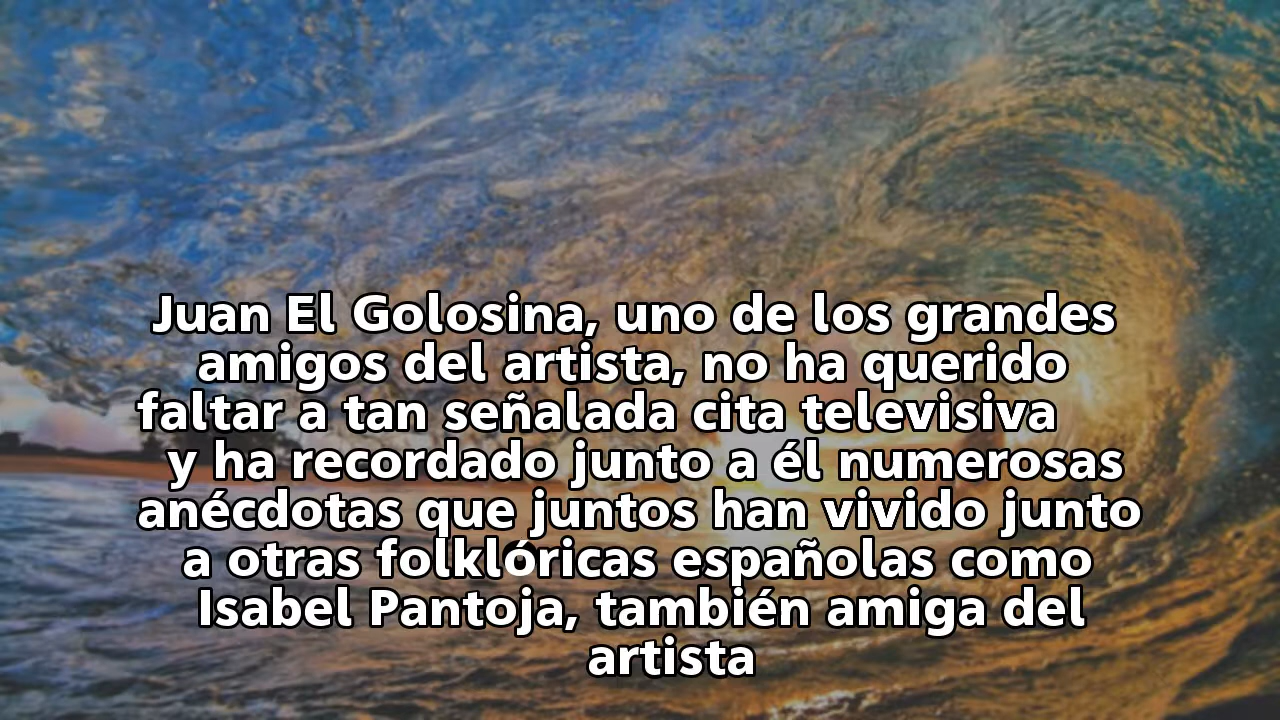 Juan El Golosina, uno de los grandes
amigos del artista, no ha querido
faltar a tan señalada cita televisiva
y ha recordado junto a él numerosas
anécdotas que juntos han vivido junto
a otras folklóricas españolas como
Isabel Pantoja, también amiga del
artista